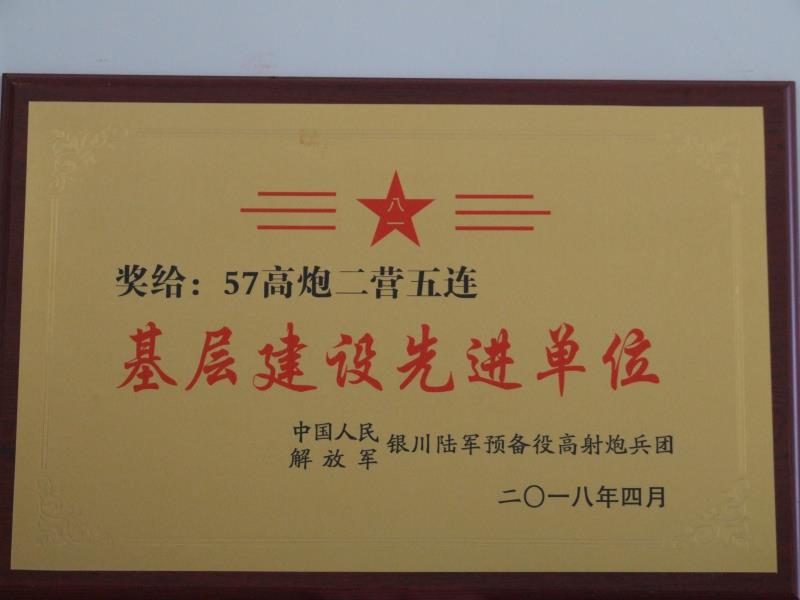 八一
奖给：57高炮二营五连
基层建设先进单位
中国人民
解放军
银川陆军预备役高射炮兵团
二〇一八年四月